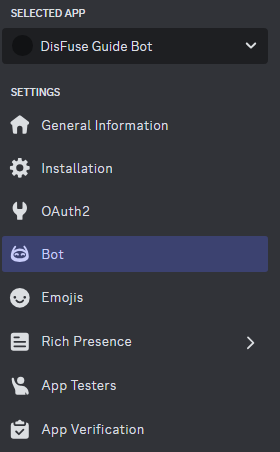 SELECTED APP
DisFuse Guide Bot
SETTINGS
General Information
Installation
OAuth2
Bot
Emojis
Rich Presence
App Testers
App Verification